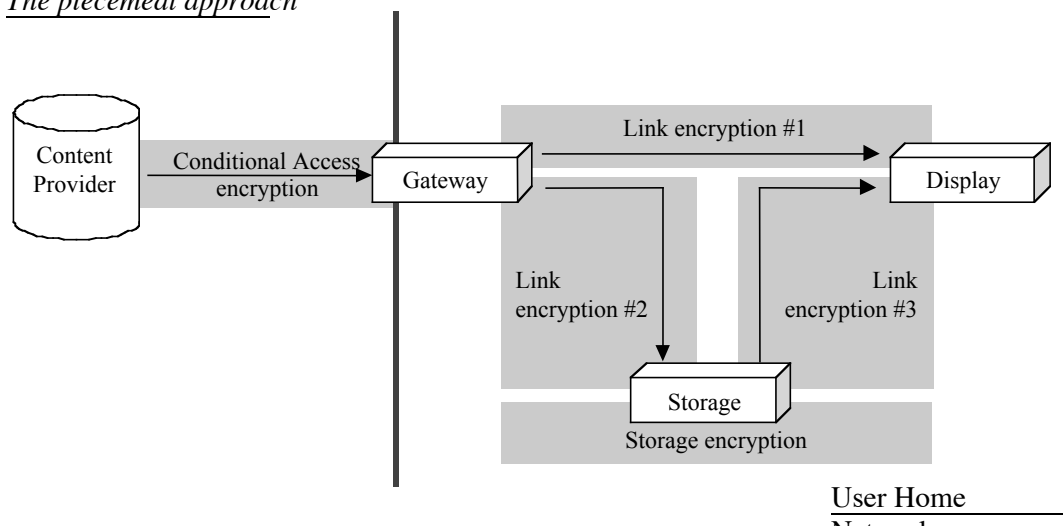 The piecemeal approach
Content
Provider
Conditional Access
encryption
Gateway
Link encryption #1
Display
Link
encryption #2
Link
encryption #3
Storage
Storage encryption
User Home
Network